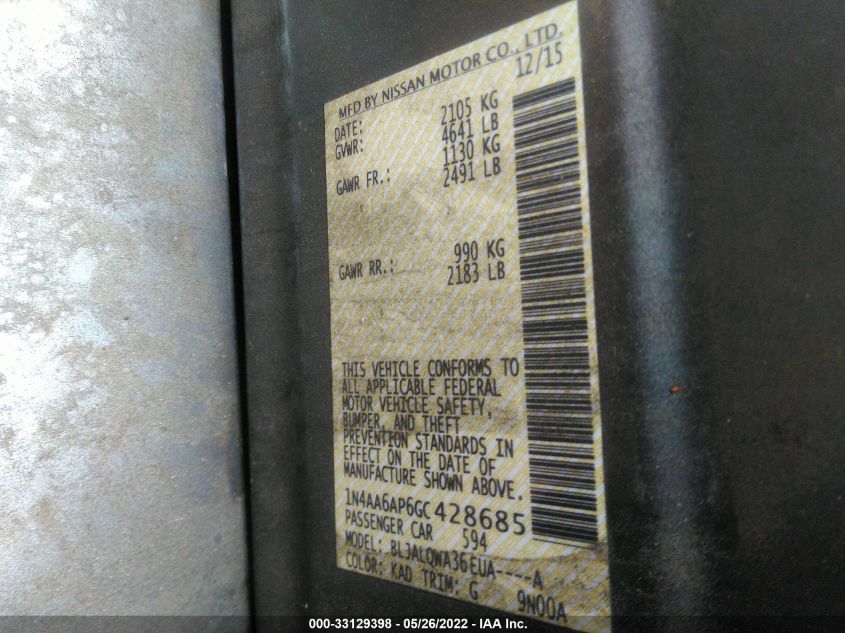 MFD BY NISSAN MOTOR CO., LTD.
DATE: 12/15
GVWR: 2105 KG
4641 LB
GAWR FR.: 1130 KG
2491 LB
GAWR RR.: 990 KG
2183 LB
THIS VEHICLE CONFORMS TO
ALL APPLICABLE FEDERAL
MOTOR VEHICLE SAFETY,
BUMPER, AND THEFT
PREVENTION STANDARDS IN
EFFECT ON THE DATE OF
MANUFACTURE SHOWN ABOVE.
1N4AA6AP6GC428685
PASSENGER CAR 594
MODEL: BLJALQWA36EUA----A
COLOR: KAD TRIM: G 9N00A
000-33129398 - 05/26/2022 - IAA Inc.